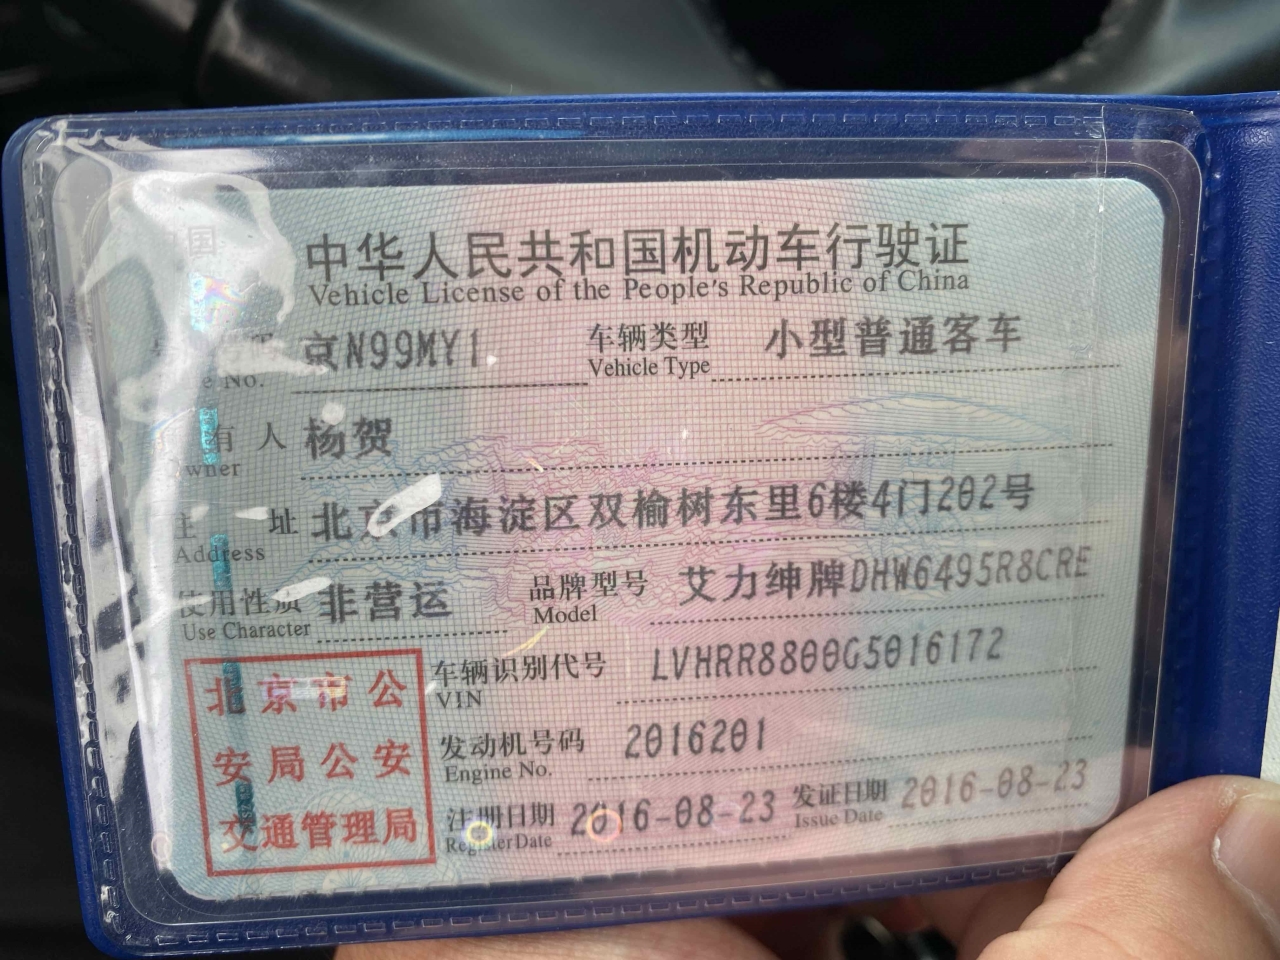 中华人民共和国机动车行驶证
Vehicle License of the People's Republic of China
京N99MY1 车辆类型 小型普通客车
No. Vehicle Type
有人 杨贺
Owner
址 北京市海淀区双榆树东里6楼4门202号
Address
使用性质 非营运 品牌型号 艾力绅牌DHW6495R8CRE
Use Character Model
车辆识别代号 LVHRR8800G5016172
VIN
发动机号码 2016201
Engine No.
注册日期 2016-08-23 发证日期 2016-08-23
Register Date Issue Date
北京市公
安局公安
交通管理局